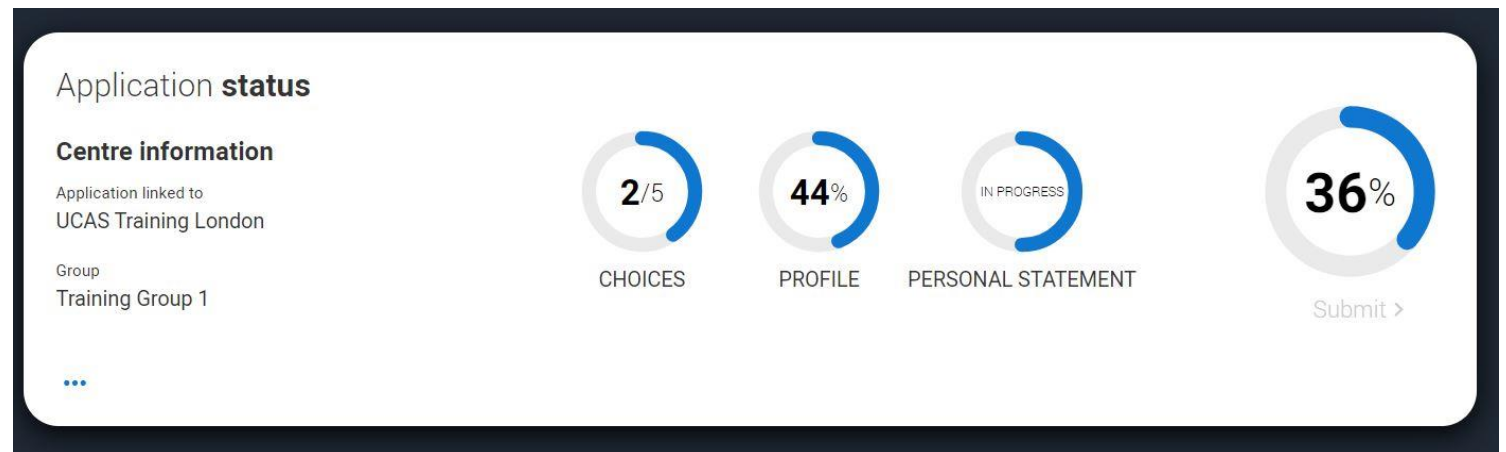 Application status
Centre information
Application linked to
UCAS Training London
Group
Training Group 1
2/5
CHOICES
44%
PROFILE
IN PROGRESS
PERSONAL STATEMENT
36%
Submit >